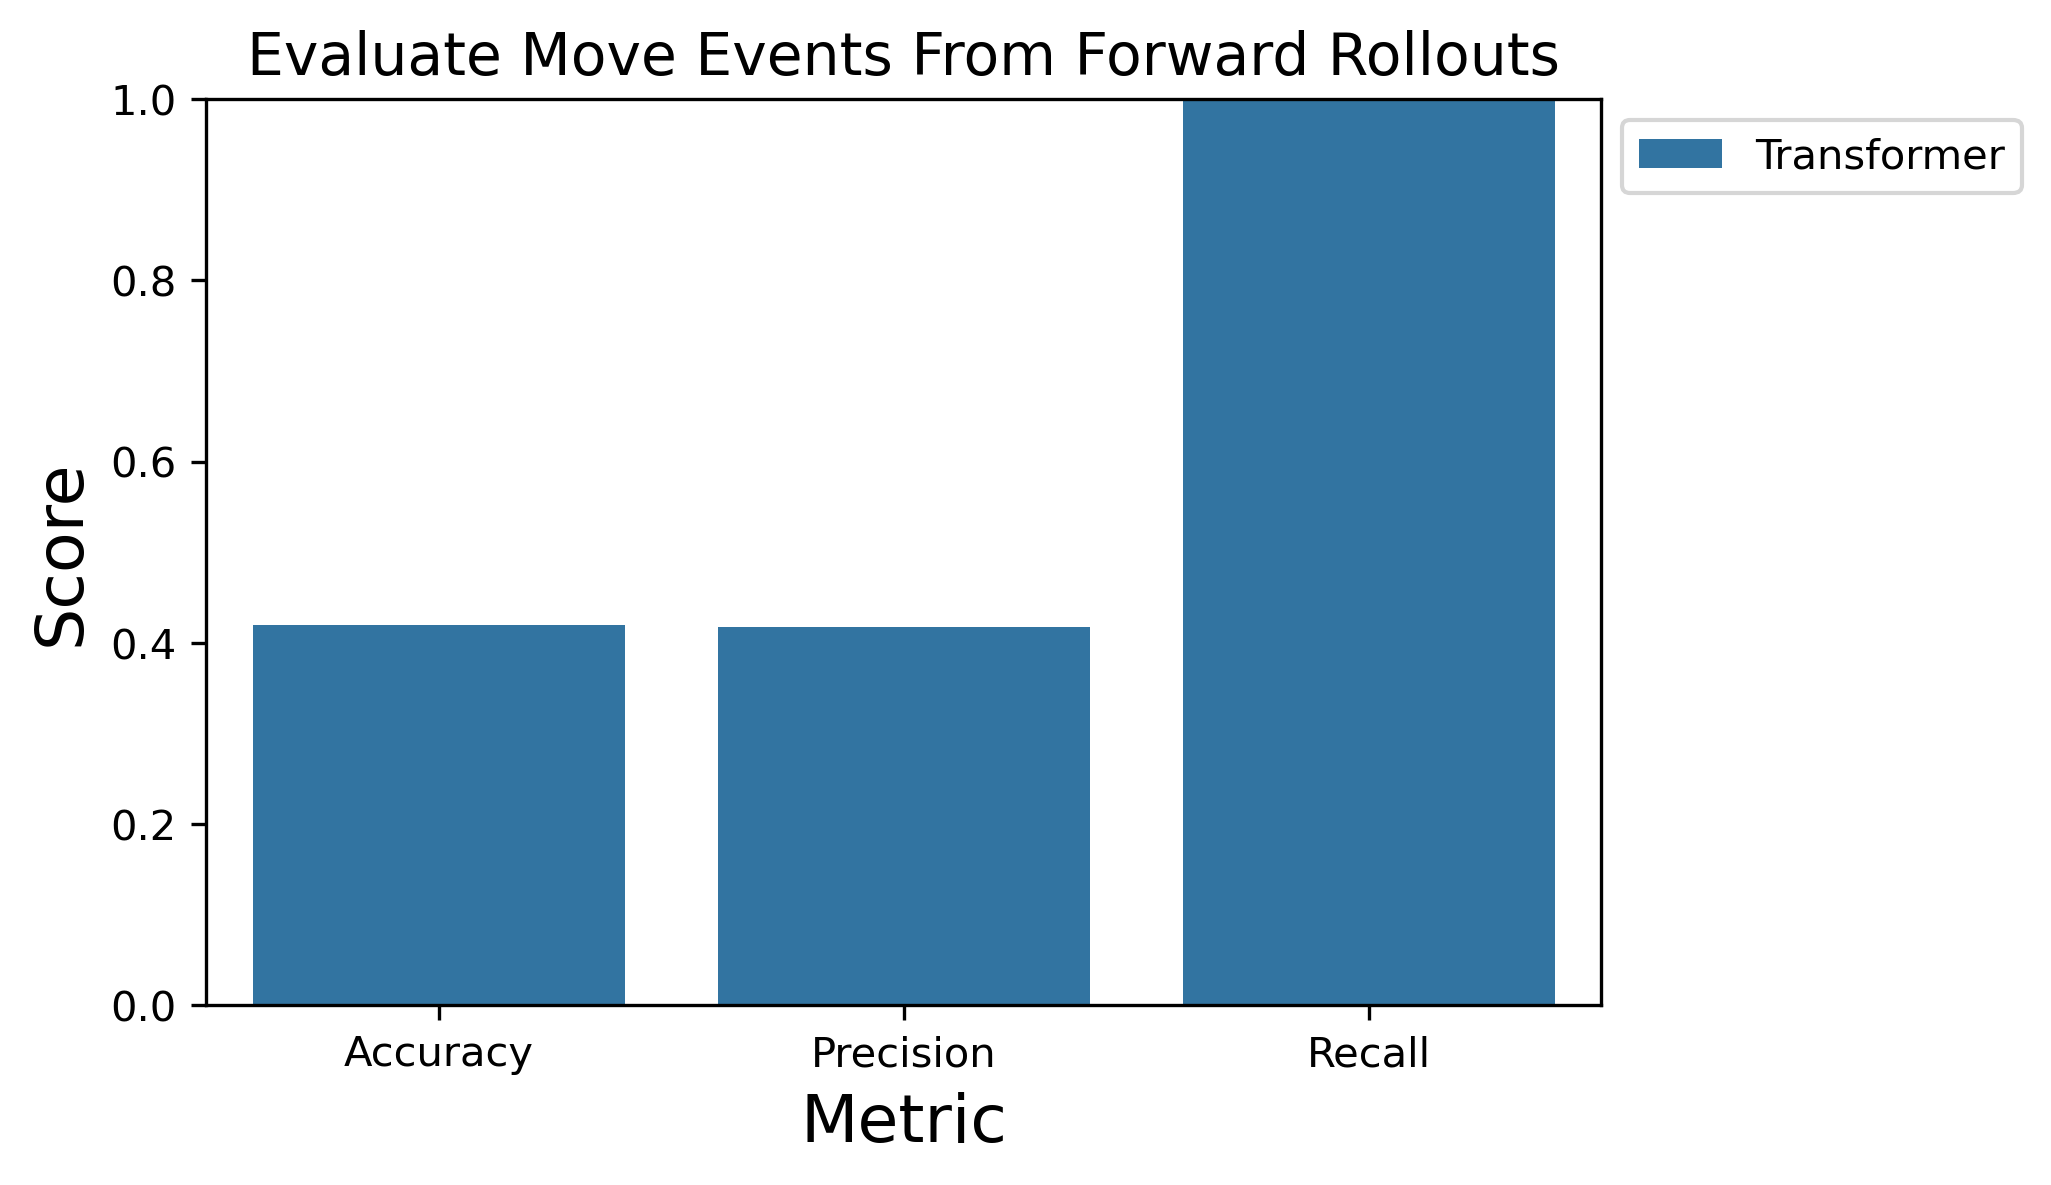 Evaluate Move Events From Forward Rollouts
1.0
0.8
0.6
0.4
0.2
0.0
Score
Accuracy
Precision
Recall
Metric
Transformer